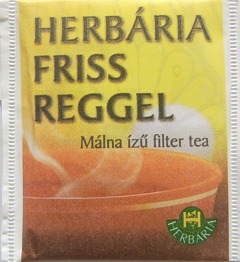 HERBÁRIA
FRISS
REGGEL
Málna ízű filter tea
HERBÁRIA